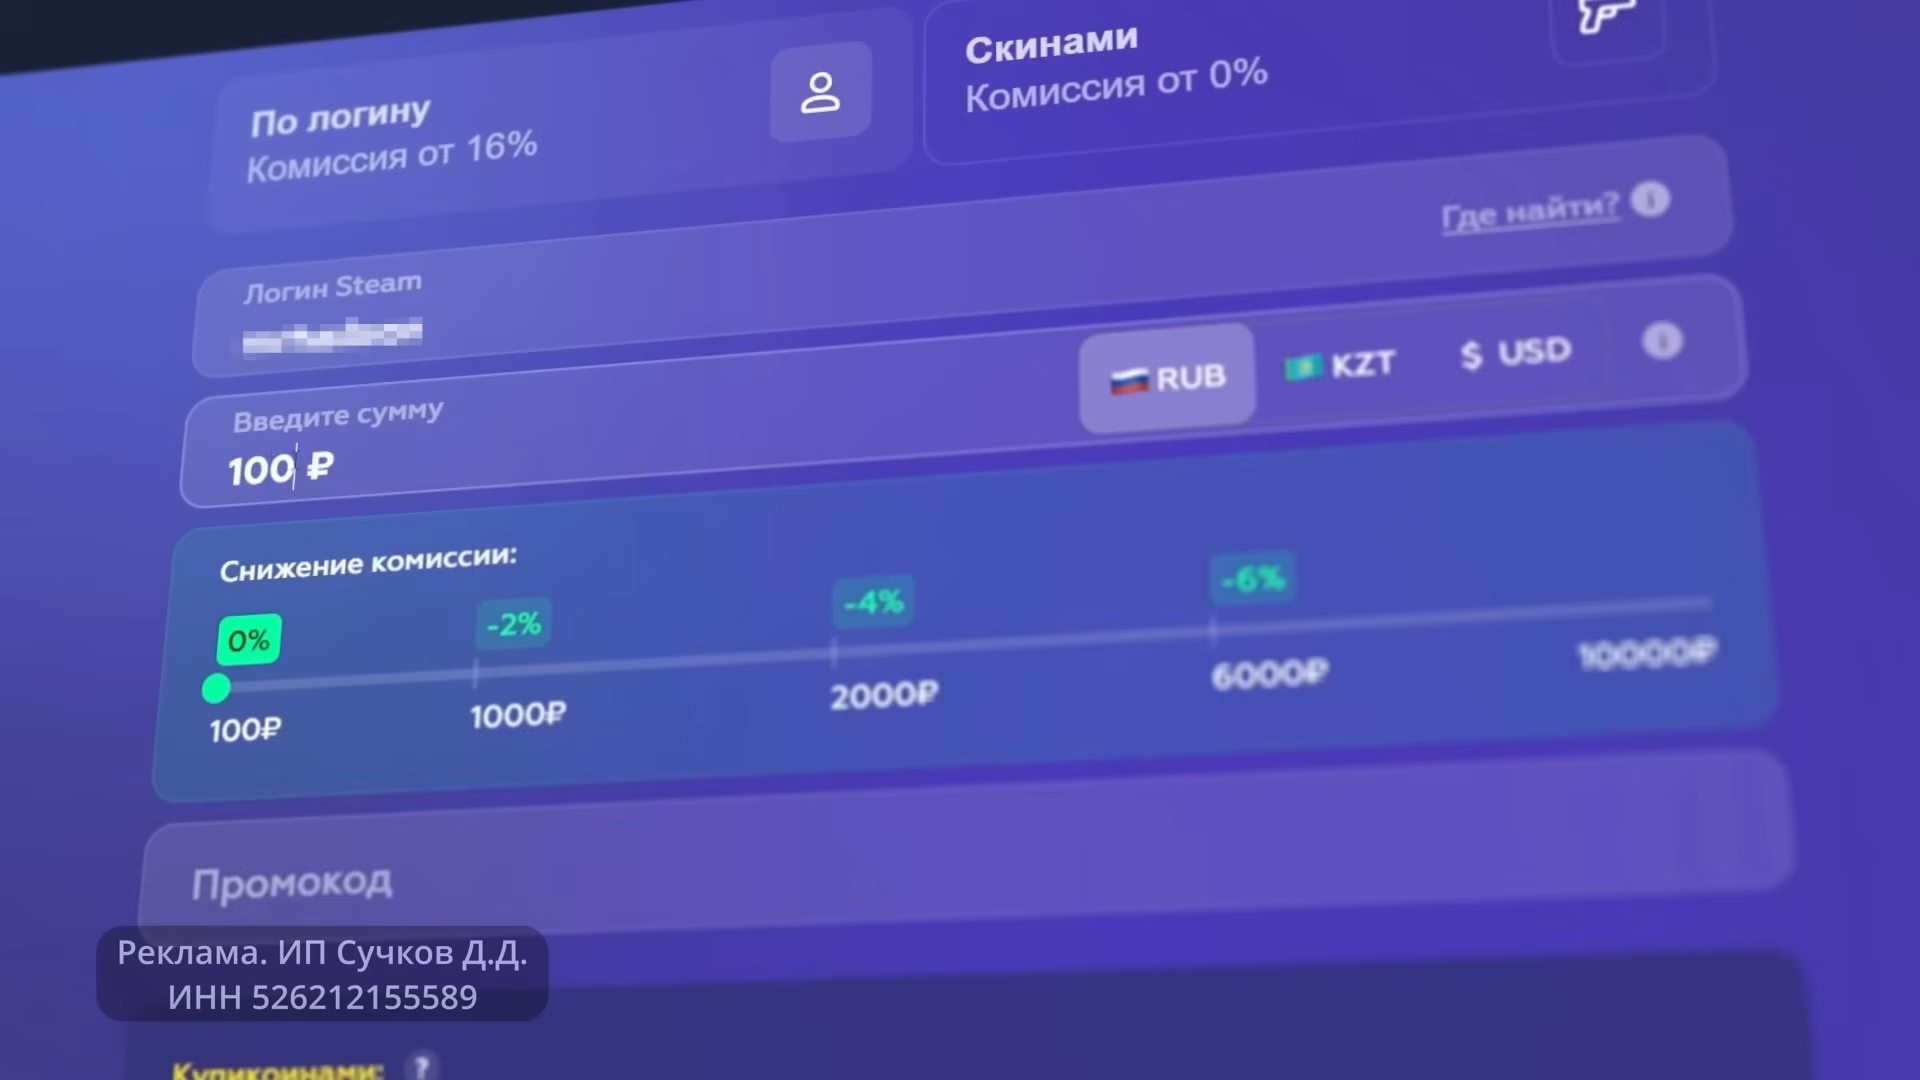 По логину
Комиссия от 16%
Скинами
Комиссия от 0%
Логин Steam
Где найти?
Введите сумму
100 ₽
RUB
KZT
$ USD
Снижение комиссии:
0%
-2%
-4%
-6%
100₽
1000₽
2000₽
6000₽
10000₽
Промокод
Реклама. ИП Сучков Д.Д.
ИНН 526212155589
Купикоинами: ?